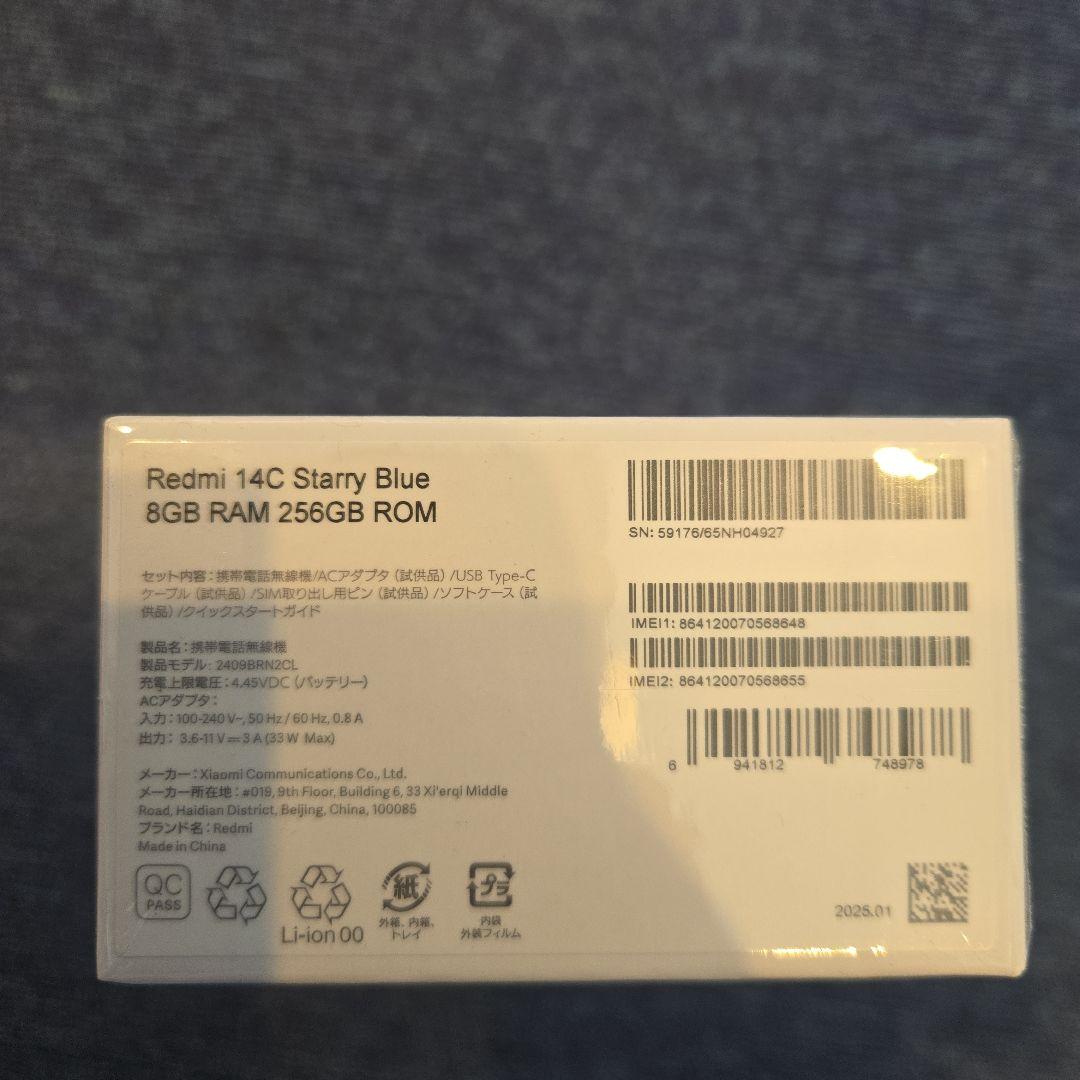 Redmi 14C Starry Blue
8GB RAM 256GB ROM
セット内容：携帯電話無線機/ACアダプタ（試供品）/USB Type-C
ケーブル（試供品）/SIM取り出し用ピン（試供品）/ソフトケース（試
供品）/クイックスタートガイド
製品名：携帯電話無線機
製品モデル：2409BRN2CL
充電上限電圧：4.45VDC（バッテリー）
ACアダプタ：
入力：100-240 V~, 50 Hz / 60 Hz, 0.8 A
出力： 3.6-11 V⎓3 A (33 W Max)
メーカー：Xiaomi Communications Co., Ltd.
メーカー所在地：#019, 9th Floor, Building 6, 33 Xi'erqi Middle
Road, Haidian District, Beijing, China, 100085
ブランド名：Redmi
Made in China
QC
PASS
Li-ion 00
紙
外箱、内箱、
トレイ
プラ
内袋
外装フィルム
SN: 59176/65NH04927
IMEI1: 864120070568648
IMEI2: 864120070568655
6 941812 748978
2025.01